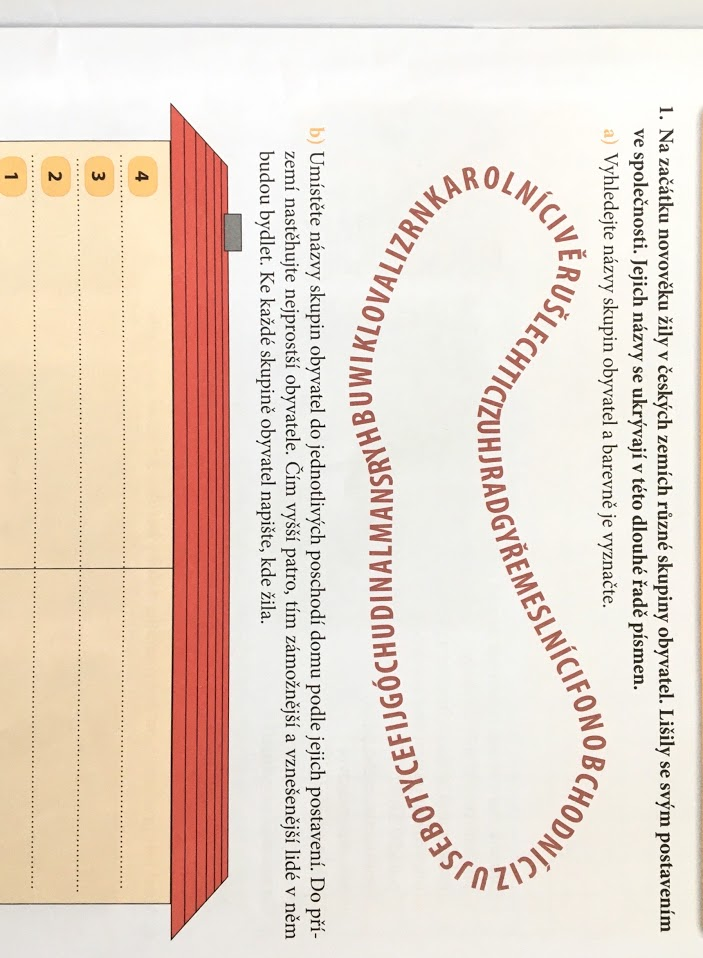 1. Na začátku novověku žily v českých zemích různé skupiny obyvatel. Lišily se svým postavením
ve společnosti. Jejich názvy se ukrývají v této dlouhé řadě písmen.
a) Vyhledejte názvy skupin obyvatel a barevně je vyznačte.
ROLNÍCIVĚRUŠLECHTICIZUHJRADGYŘEMESLNÍCIFONOBCHODNÍCIZUJSEBOTYCEFIJGÓCHUDINALMANSRYHBUWIKLOVALIZRNKA
b) Umístěte názvy skupin obyvatel do jednotlivých poschodí domu podle jejich postavení. Do pří-
zemí nastěhujte nejprostší obyvatele. Čím vyšší patro, tím zámožnější a vznešenější lidé v něm
budou bydlet. Ke každé skupině obyvatel napište, kde žila.
4
3
2
1